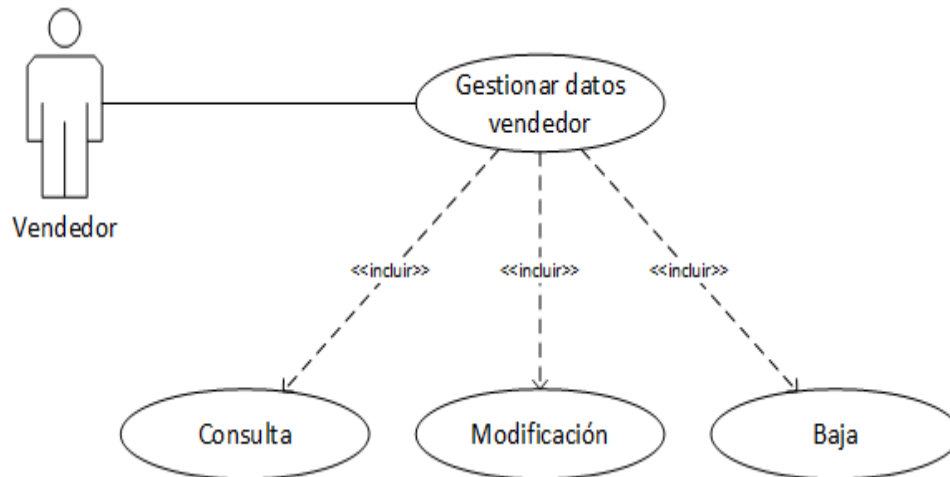 Gestionar datos
vendedor
Vendedor
<<incluir>> <<incluir>> <<incluir>>
Consulta Modificación Baja